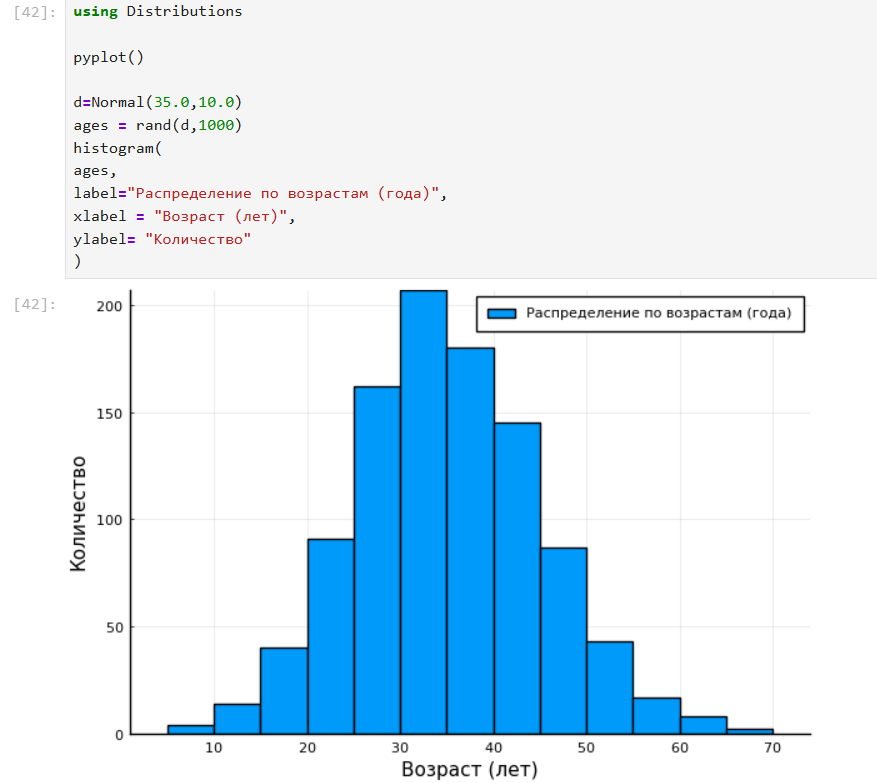 [42]: using Distributions
pyplot()
d=Normal(35.0,10.0)
ages = rand(d,1000)
histogram(
ages,
label="Распределение по возрастам (года)",
xlabel = "Возраст (лет)",
ylabel= "Количество"
)
[42]:
Распределение по возрастам (года)
200
150
100
50
0
Количество
10 20 30 40 50 60 70
Возраст (лет)